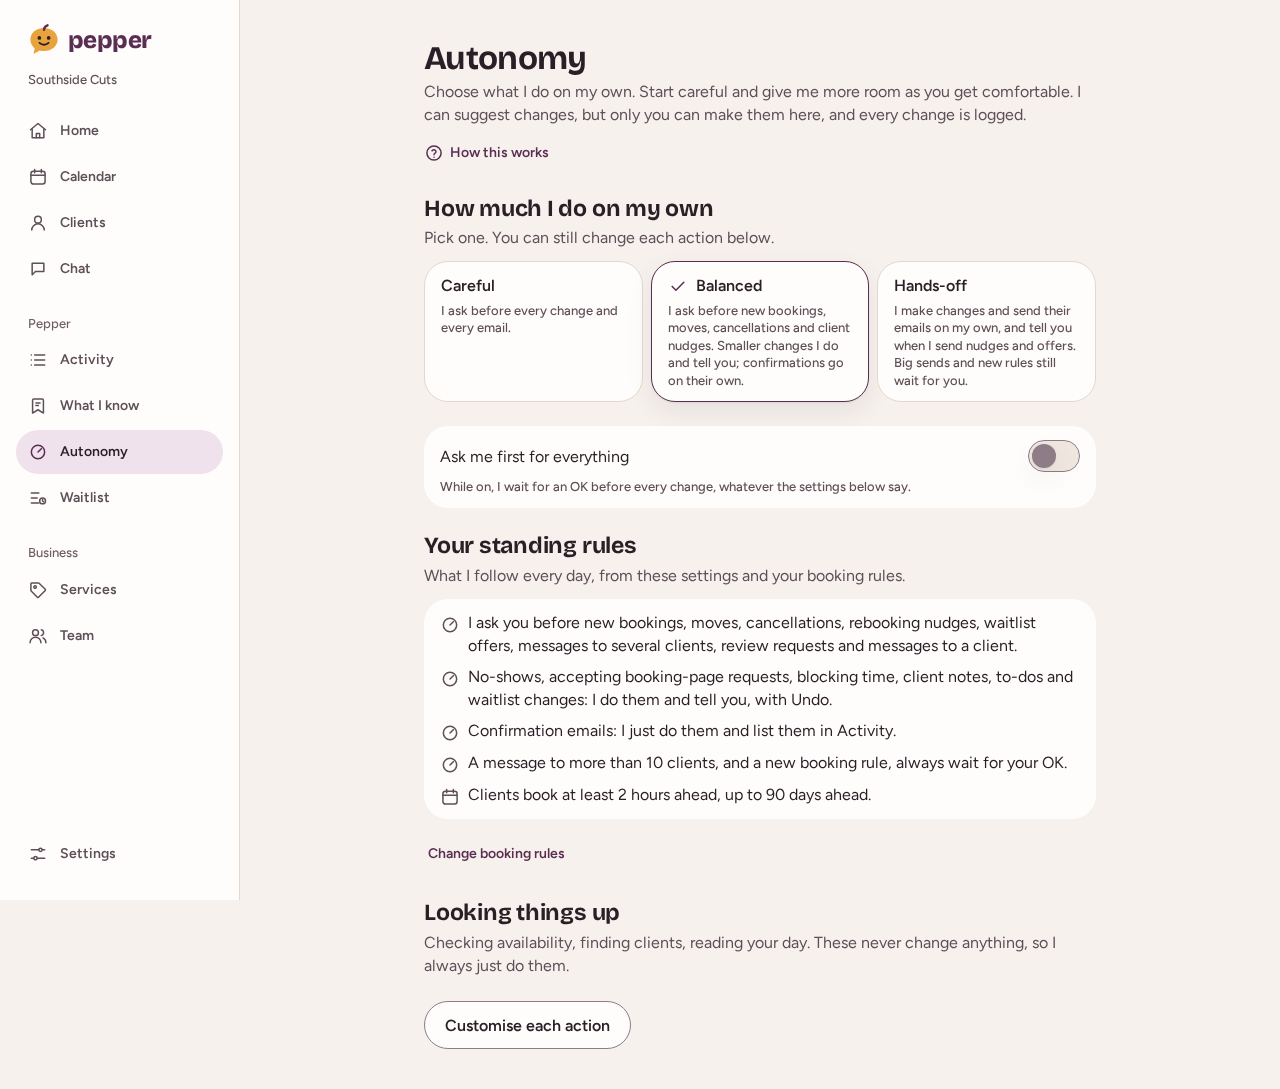 pepper
Southside Cuts
Home
Calendar
Clients
Chat
Pepper
Activity
What I know
Autonomy
Waitlist
Business
Services
Team
Settings
Autonomy
Choose what I do on my own. Start careful and give me more room as you get comfortable. I
can suggest changes, but only you can make them here, and every change is logged.
How this works
How much I do on my own
Pick one. You can still change each action below.
Careful
I ask before every change and
every email.
Balanced
I ask before new bookings,
moves, cancellations and client
nudges. Smaller changes I do
and tell you; confirmations go
on their own.
Hands-off
I make changes and send their
emails on my own, and tell you
when I send nudges and offers.
Big sends and new rules still
wait for you.
Ask me first for everything
While on, I wait for an OK before every change, whatever the settings below say.
Your standing rules
What I follow every day, from these settings and your booking rules.
I ask you before new bookings, moves, cancellations, rebooking nudges, waitlist
offers, messages to several clients, review requests and messages to a client.
No-shows, accepting booking-page requests, blocking time, client notes, to-dos and
waitlist changes: I do them and tell you, with Undo.
Confirmation emails: I just do them and list them in Activity.
A message to more than 10 clients, and a new booking rule, always wait for your OK.
Clients book at least 2 hours ahead, up to 90 days ahead.
Change booking rules
Looking things up
Checking availability, finding clients, reading your day. These never change anything, so I
always just do them.
Customise each action